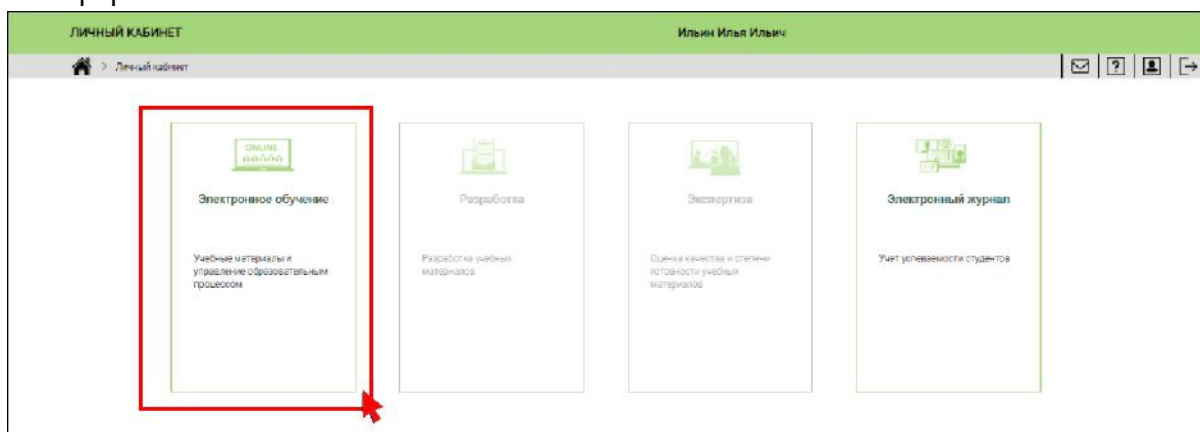 ЛИЧНЫЙ КАБИНЕТ
Ильин Илья Ильич
> Личный кабинет
?
ONLINE
Электронное обучение
Учебные материалы и
управление образовательным
процессом
Разработка
Разработка учебных
материалов
Экспертиза
Оценка качества и степени
готовности учебных
материалов
Электронный журнал
Учет успеваемости студентов